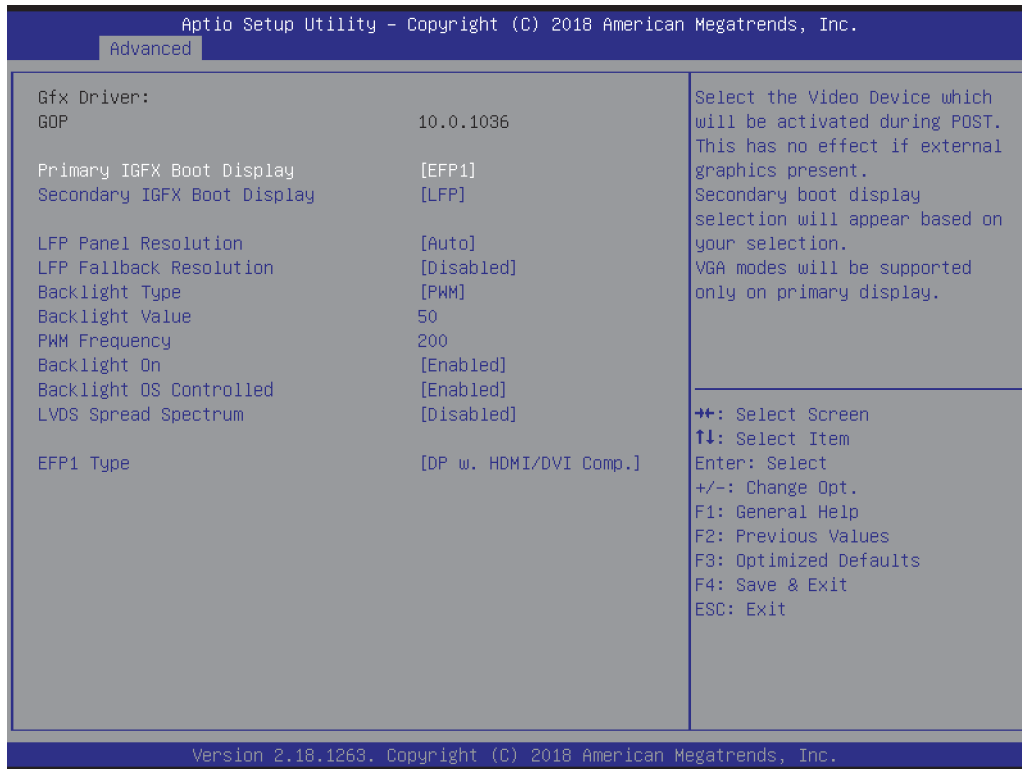 Aptio Setup Utility – Copyright (C) 2018 American Megatrends, Inc.
Advanced
Gfx Driver:
GOP 10.0.1036
Primary IGFX Boot Display [EFP1]
Secondary IGFX Boot Display [LFP]
LFP Panel Resolution [Auto]
LFP Fallback Resolution [Disabled]
Backlight Type [PWM]
Backlight Value 50
PWM Frequency 200
Backlight On [Enabled]
Backlight OS Controlled [Enabled]
LVDS Spread Spectrum [Disabled]
EFP1 Type [DP w. HDMI/DVI Comp.]
Select the Video Device which
will be activated during POST.
This has no effect if external
graphics present.
Secondary boot display
selection will appear based on
your selection.
VGA modes will be supported
only on primary display.
→←: Select Screen
↑↓: Select Item
Enter: Select
+/-: Change Opt.
F1: General Help
F2: Previous Values
F3: Optimized Defaults
F4: Save & Exit
ESC: Exit
Version 2.18.1263. Copyright (C) 2018 American Megatrends, Inc.